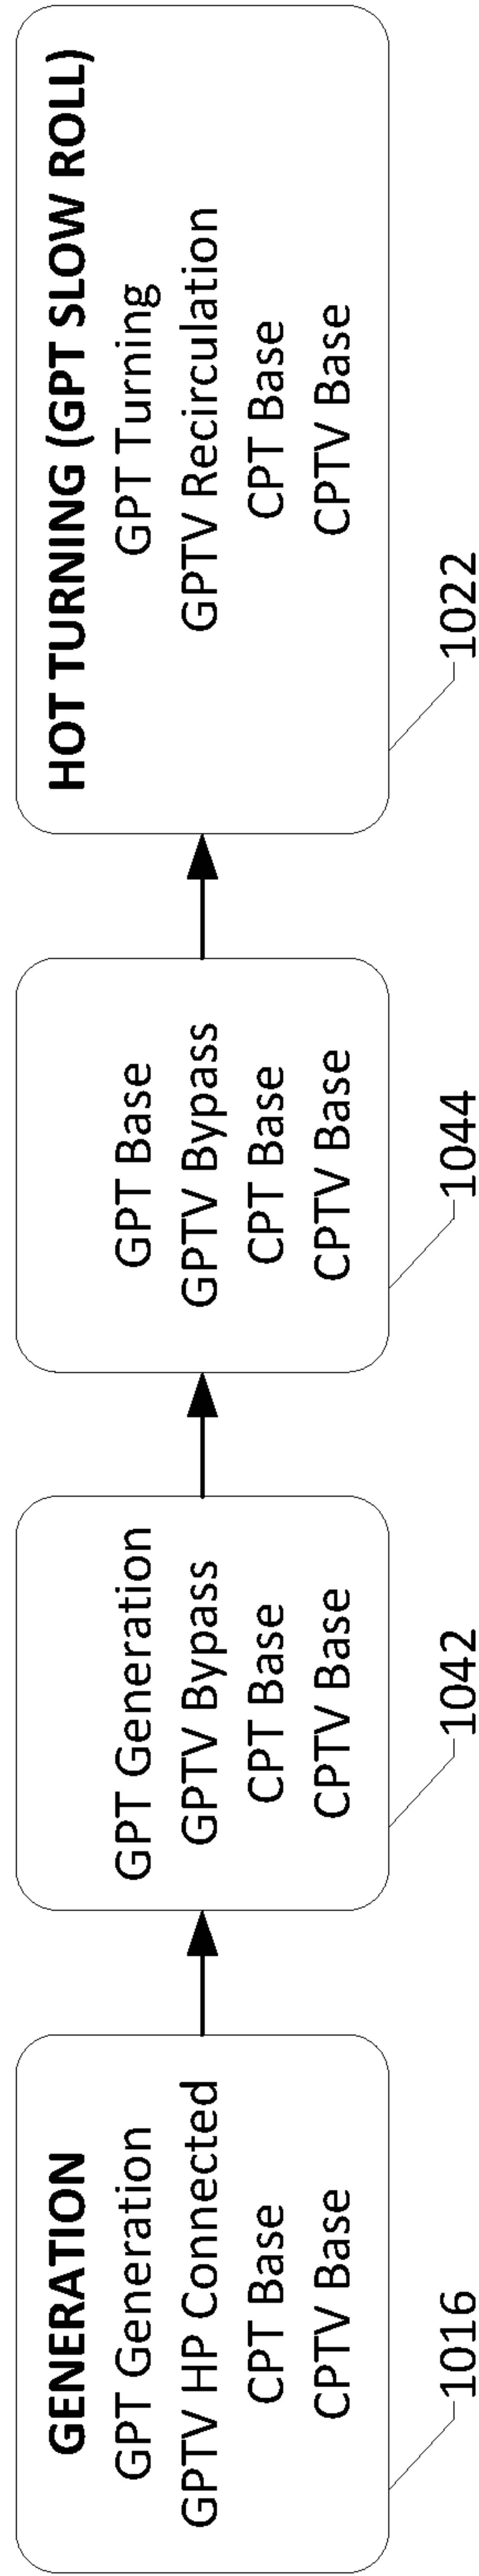 GENERATION
GPT Generation
GPTV HP Connected
CPT Base
CPTV Base
1016
GPT Generation
GPTV Bypass
CPT Base
CPTV Base
1042
GPT Base
GPTV Bypass
CPT Base
CPTV Base
1044
HOT TURNING (GPT SLOW ROLL)
GPT Turning
GPTV Recirculation
CPT Base
CPTV Base
1022